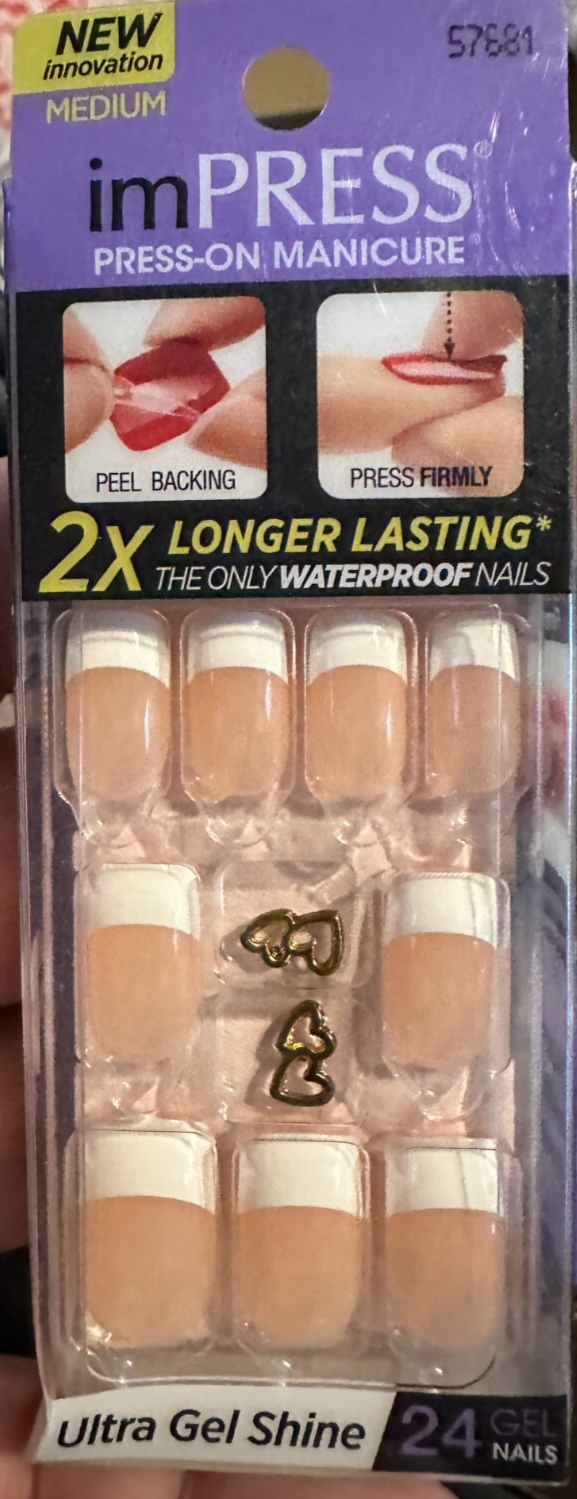 NEW
innovation
57681
MEDIUM
imPRESS®
PRESS-ON MANICURE®
PEEL BACKING
PRESS FIRMLY
2X LONGER LASTING*
THE ONLY WATERPROOF NAILS
Ultra Gel Shine
24 GEL
NAILS